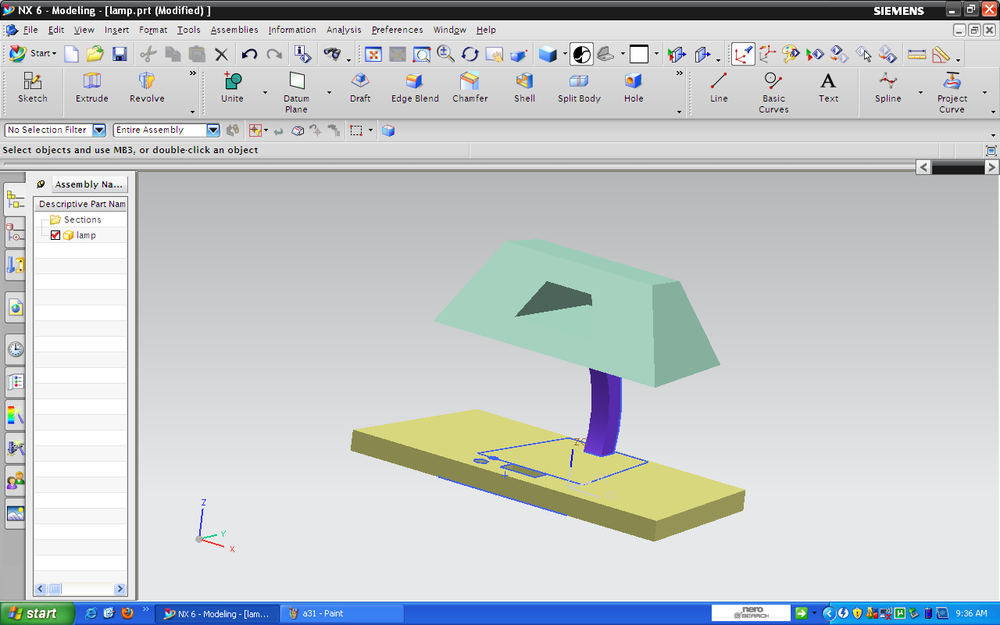 NX 6 - Modeling - [lamp.prt (Modified) ]
SIEMENS
File Edit View Insert Format Tools Assemblies Information Analysis Preferences Window Help
Start
Sketch Extrude Revolve Unite Datum Plane Draft Edge Blend Chamfer Shell Split Body Hole Line Basic Curves Text Spline Project Curve
No Selection Filter Entire Assembly
Select objects and use MB3, or double-click an object
Assembly Na...
Descriptive Part Nam
Sections
lamp
Z
Y
X
start
NX 6 - Modeling - [lam...
a31 - Paint
nero
SEARCH
9:36 AM